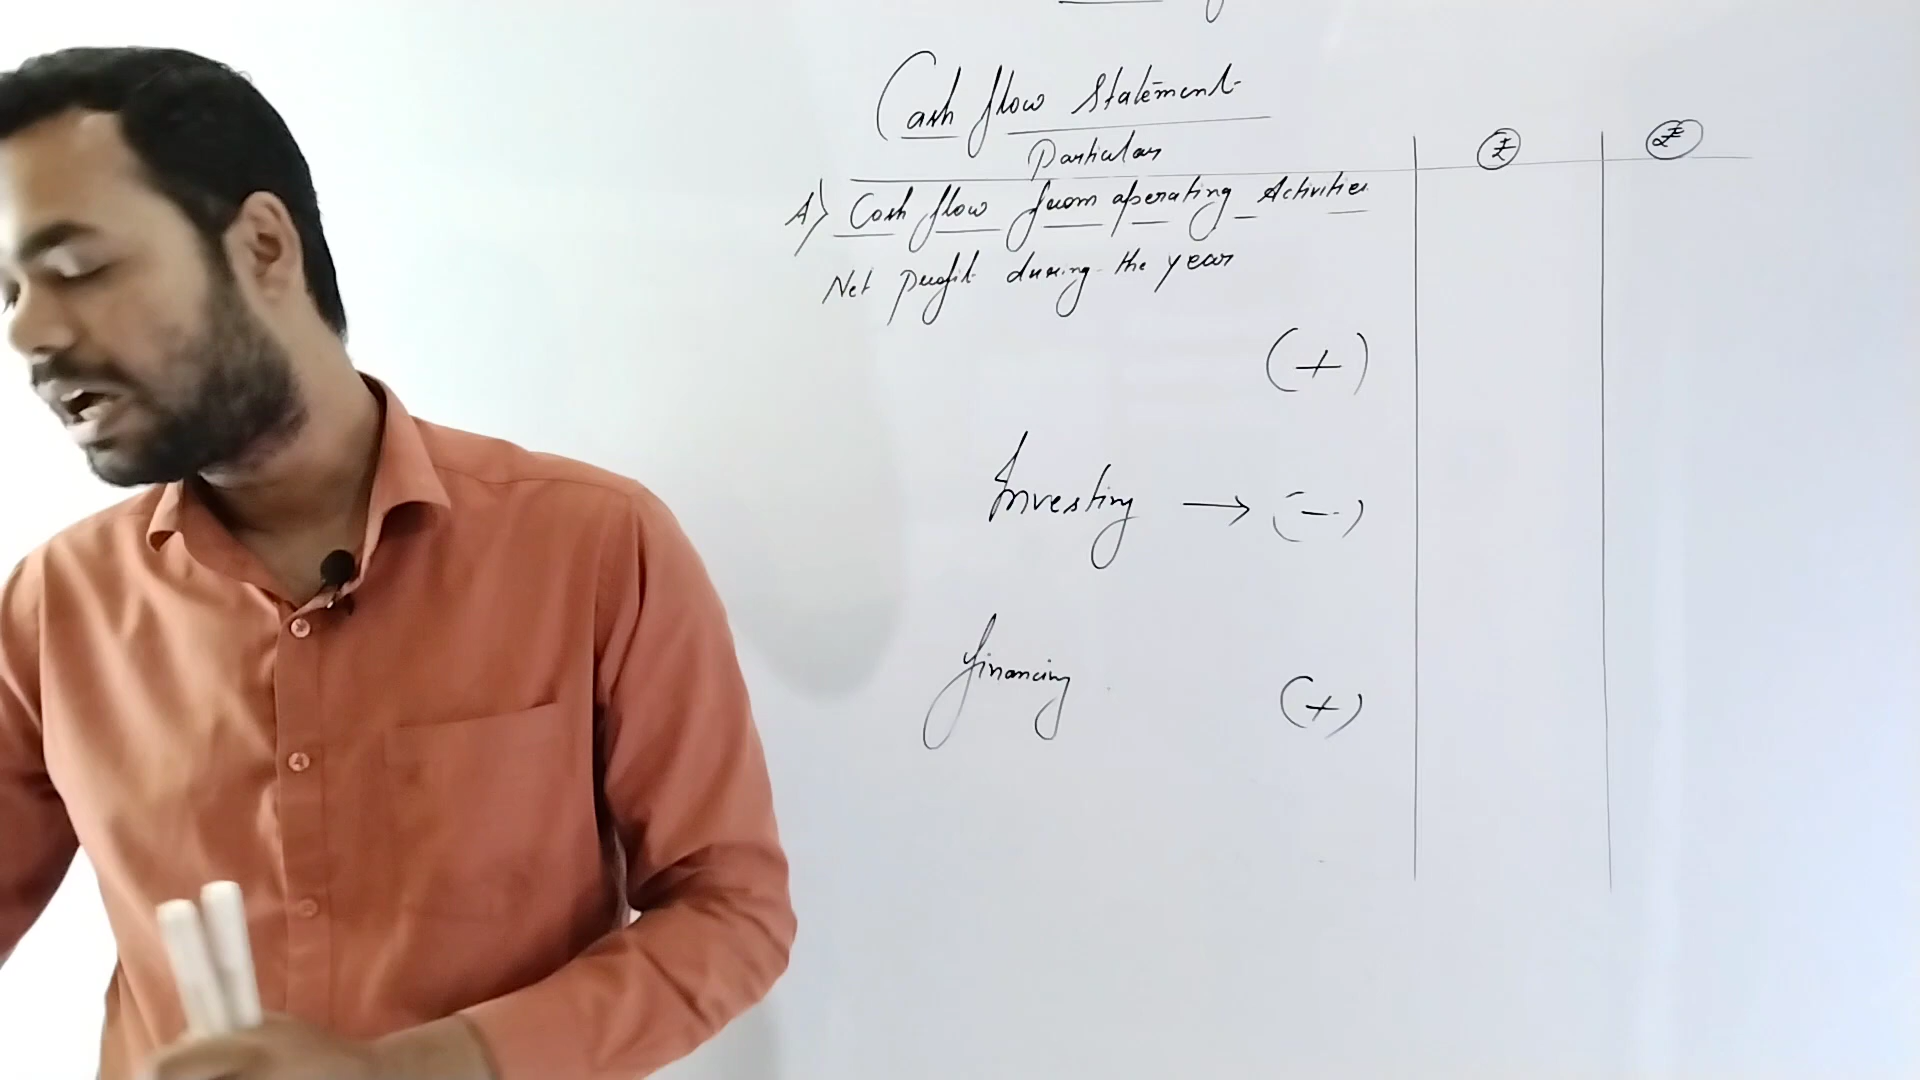 Cash flow Statement
Particulars ₹ ₹
A) Cash flow from operating Activities
Net profit during the year
(+)
Investing → (-)
financing (+)